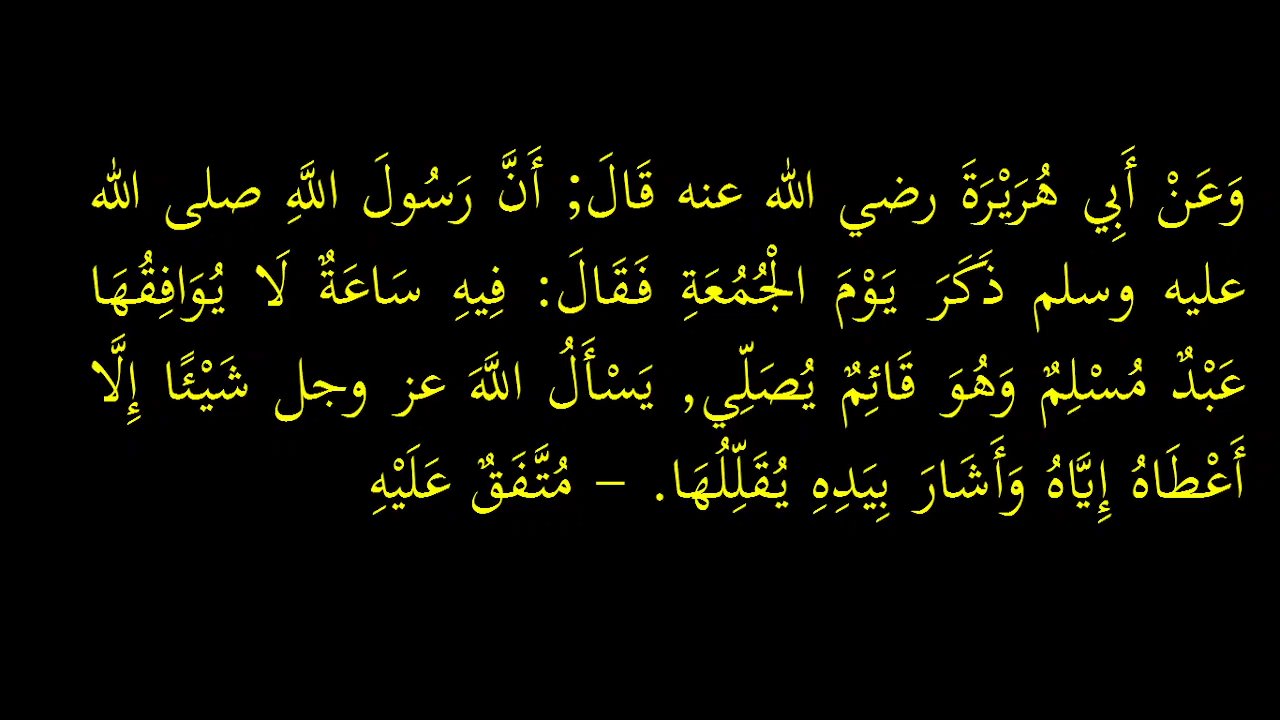 وَعَنْ أَبِي هُرَيْرَةَ رضي الله عنه قَالَ; أَنَّ رَسُولَ اللَّهِ صلى الله
عليه وسلم ذَكَرَ يَوْمَ الْجُمُعَةِ فَقَالَ: فِيهِ سَاعَةٌ لَا يُوَافِقُهَا
عَبْدٌ مُسْلِمٌ وَهُوَ قَائِمٌ يُصَلِّي, يَسْأَلُ اللَّهَ عز وجل شَيْئًا إِلَّا
أَعْطَاهُ إِيَّاهُ وَأَشَارَ بِيَدِهِ يُقَلِّلُهَا. – مُتَّفَقٌ عَلَيْهِ